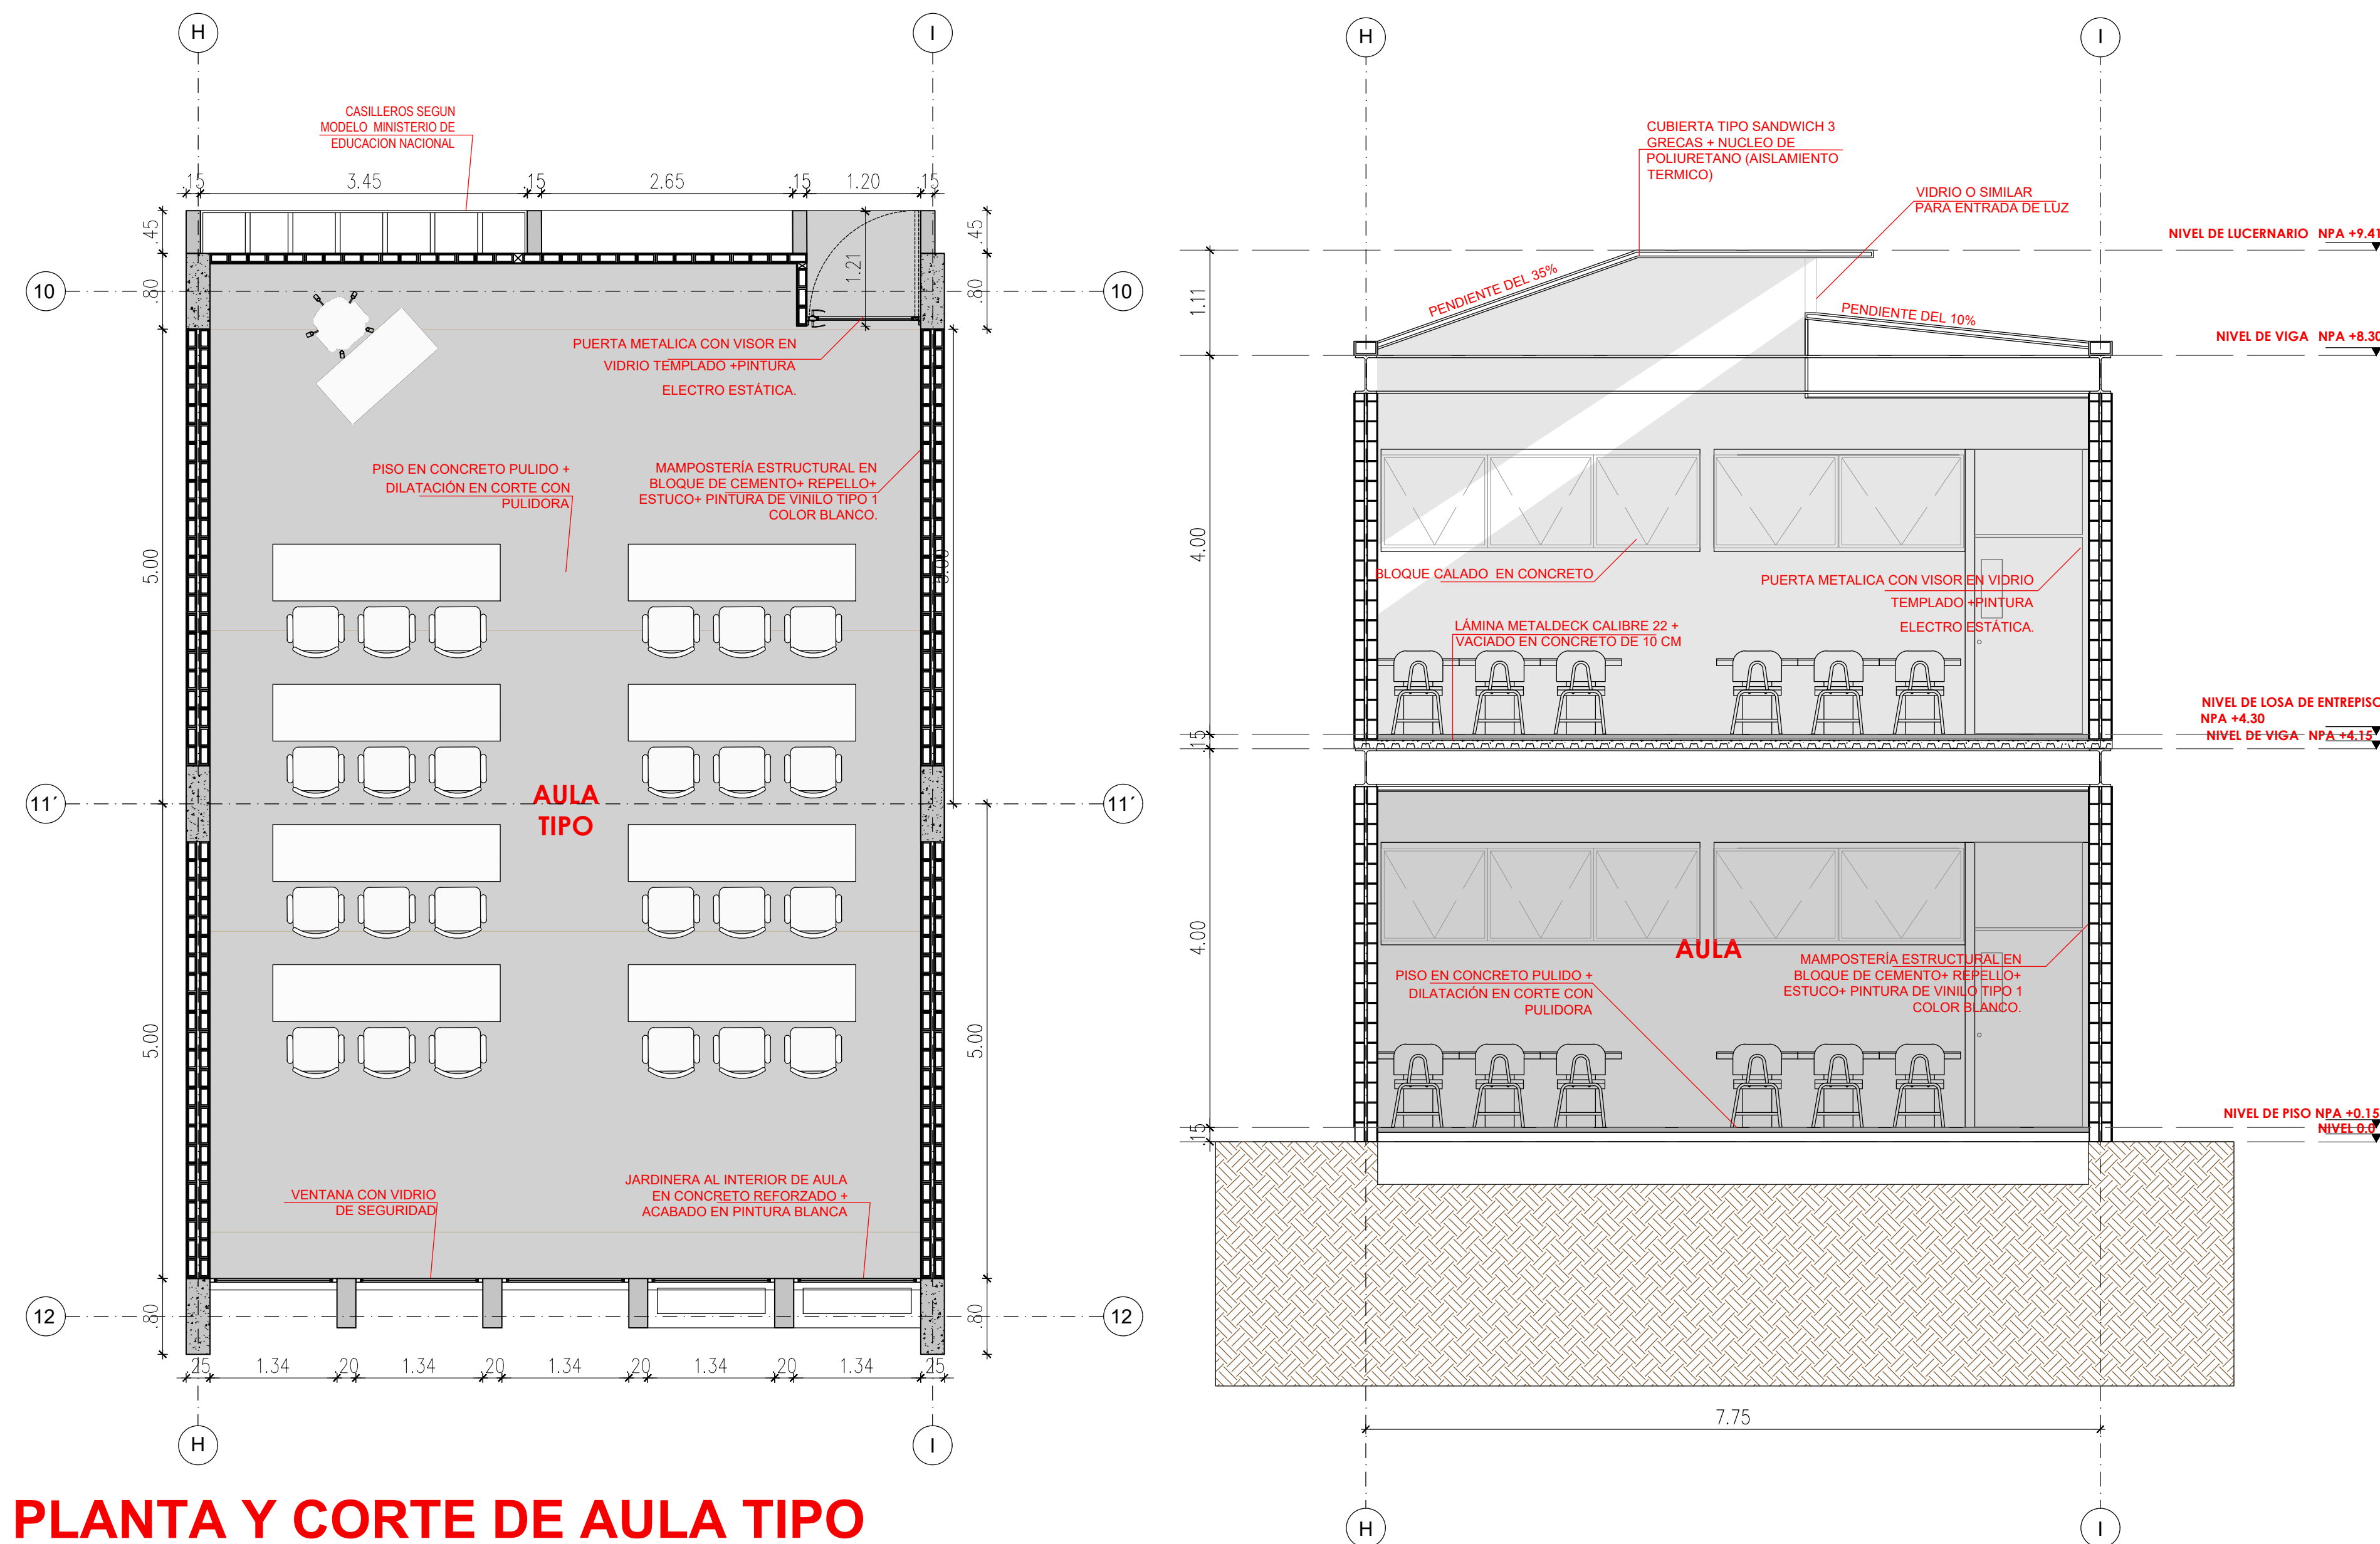 H
I
CASILLEROS SEGUN
MODELO MINISTERIO DE
EDUCACION NACIONAL
.15
3.45
.15
2.65
.15
1.20
.15
.45
.45
.80
.80
1.21
10
10
PUERTA METALICA CON VISOR EN
VIDRIO TEMPLADO +PINTURA
ELECTRO ESTÁTICA.
PISO EN CONCRETO PULIDO +
DILATACIÓN EN CORTE CON
PULIDORA
MAMPOSTERÍA ESTRUCTURAL EN
BLOQUE DE CEMENTO+ REPELLO+
ESTUCO+ PINTURA DE VINILO TIPO 1
COLOR BLANCO.
5.00
5.00
AULA
TIPO
11´
11´
5.00
5.00
VENTANA CON VIDRIO
DE SEGURIDAD
JARDINERA AL INTERIOR DE AULA
EN CONCRETO REFORZADO +
ACABADO EN PINTURA BLANCA
12
12
.80
.80
.25
1.34
.20
1.34
.20
1.34
.20
1.34
.20
1.34
.25
H
I
PLANTA Y CORTE DE AULA TIPO
H
I
CUBIERTA TIPO SANDWICH 3
GRECAS + NUCLEO DE
POLIURETANO (AISLAMIENTO
TERMICO)
VIDRIO O SIMILAR
PARA ENTRADA DE LUZ
NIVEL DE LUCERNARIO NPA +9.41
PENDIENTE DEL 35%
PENDIENTE DEL 10%
1.11
NIVEL DE VIGA NPA +8.30
4.00
BLOQUE CALADO EN CONCRETO
PUERTA METALICA CON VISOR EN VIDRIO
TEMPLADO +PINTURA
ELECTRO ESTÁTICA.
LÁMINA METALDECK CALIBRE 22 +
VACIADO EN CONCRETO DE 10 CM
NIVEL DE LOSA DE ENTREPISO
NPA +4.30
NIVEL DE VIGA NPA +4.15
.15
4.00
AULA
PISO EN CONCRETO PULIDO +
DILATACIÓN EN CORTE CON
PULIDORA
MAMPOSTERÍA ESTRUCTURAL EN
BLOQUE DE CEMENTO+ REPELLO+
ESTUCO+ PINTURA DE VINILO TIPO 1
COLOR BLANCO.
NIVEL DE PISO NPA +0.15
NIVEL 0.0
.15
7.75
H
I